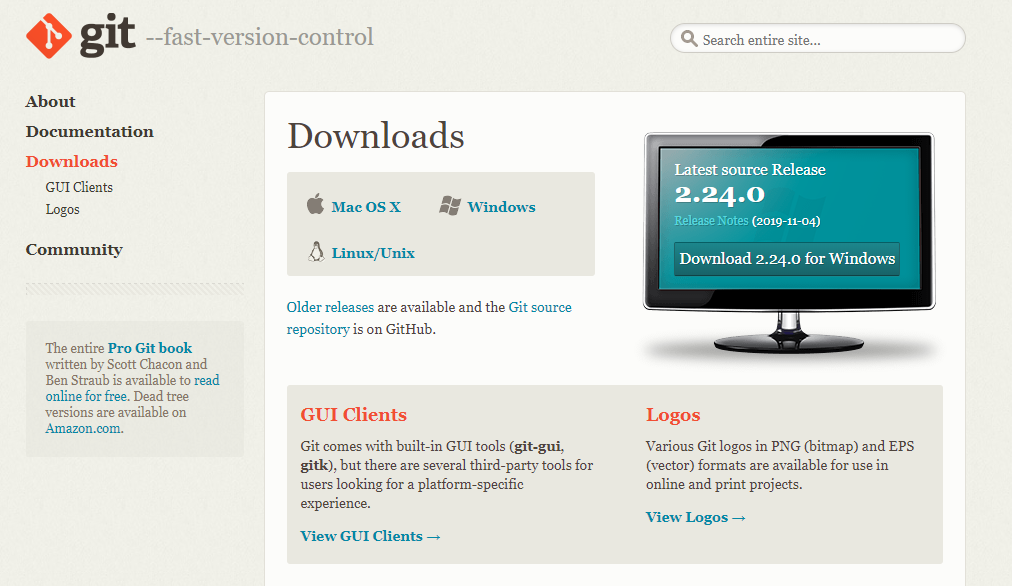 git --fast-version-control
Search entire site...
About
Documentation
Downloads
GUI Clients
Logos
Community
The entire Pro Git book
written by Scott Chacon and
Ben Straub is available to read
online for free. Dead tree
versions are available on
Amazon.com.
Downloads
Mac OS X
Windows
Linux/Unix
Older releases are available and the Git source
repository is on GitHub.
Latest source Release
2.24.0
Release Notes (2019-11-04)
Download 2.24.0 for Windows
GUI Clients
Git comes with built-in GUI tools (git-gui,
gitk), but there are several third-party tools for
users looking for a platform-specific
experience.
View GUI Clients →
Logos
Various Git logos in PNG (bitmap) and EPS
(vector) formats are available for use in
online and print projects.
View Logos →